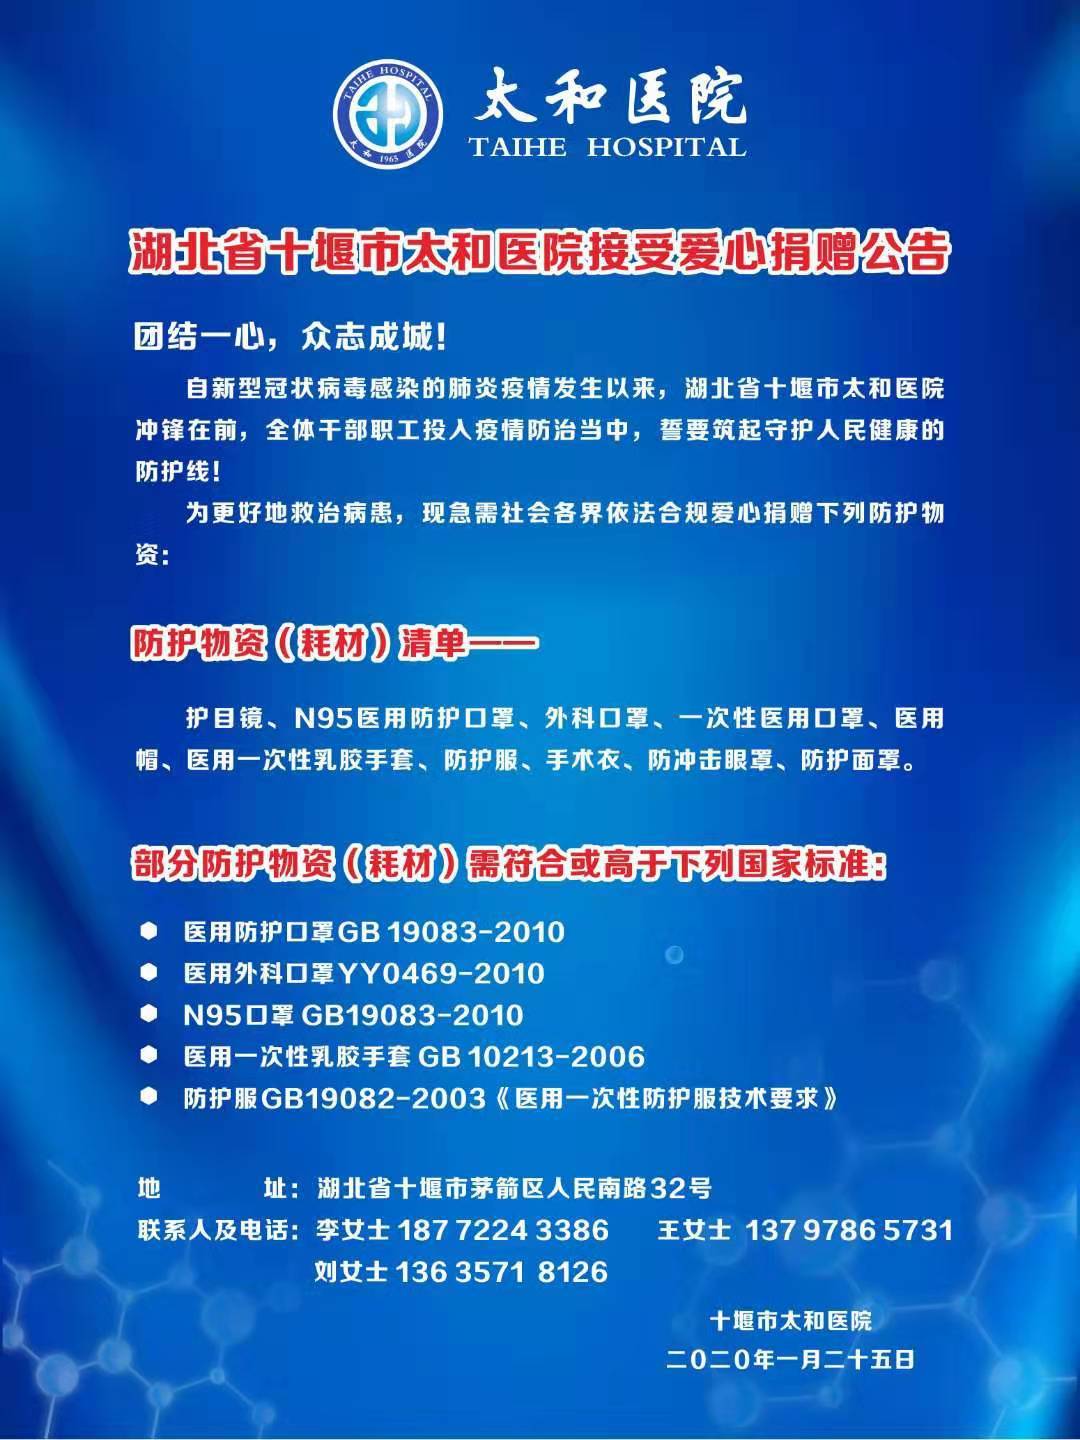 TAIHE HOSPITAL
太和 1965 医院
太和医院
TAIHE HOSPITAL
湖北省十堰市太和医院接受爱心捐赠公告
团结一心，众志成城！
自新型冠状病毒感染的肺炎疫情发生以来，湖北省十堰市太和医院
冲锋在前，全体干部职工投入疫情防治当中，誓要筑起守护人民健康的
防护线！
为更好地救治病患，现急需社会各界依法合规爱心捐赠下列防护物
资：
防护物资（耗材）清单——
护目镜、N95医用防护口罩、外科口罩、一次性医用口罩、医用
帽、医用一次性乳胶手套、防护服、手术衣、防冲击眼罩、防护面罩。
部分防护物资（耗材）需符合或高于下列国家标准：
医用防护口罩GB 19083-2010
医用外科口罩YY0469-2010
N95口罩 GB19083-2010
医用一次性乳胶手套 GB 10213-2006
防护服GB19082-2003《医用一次性防护服技术要求》
地 址：湖北省十堰市茅箭区人民南路32号
联系人及电话：李女士 187 7224 3386 王女士 137 9786 5731
刘女士 136 3571 8126
十堰市太和医院
二〇二〇年一月二十五日